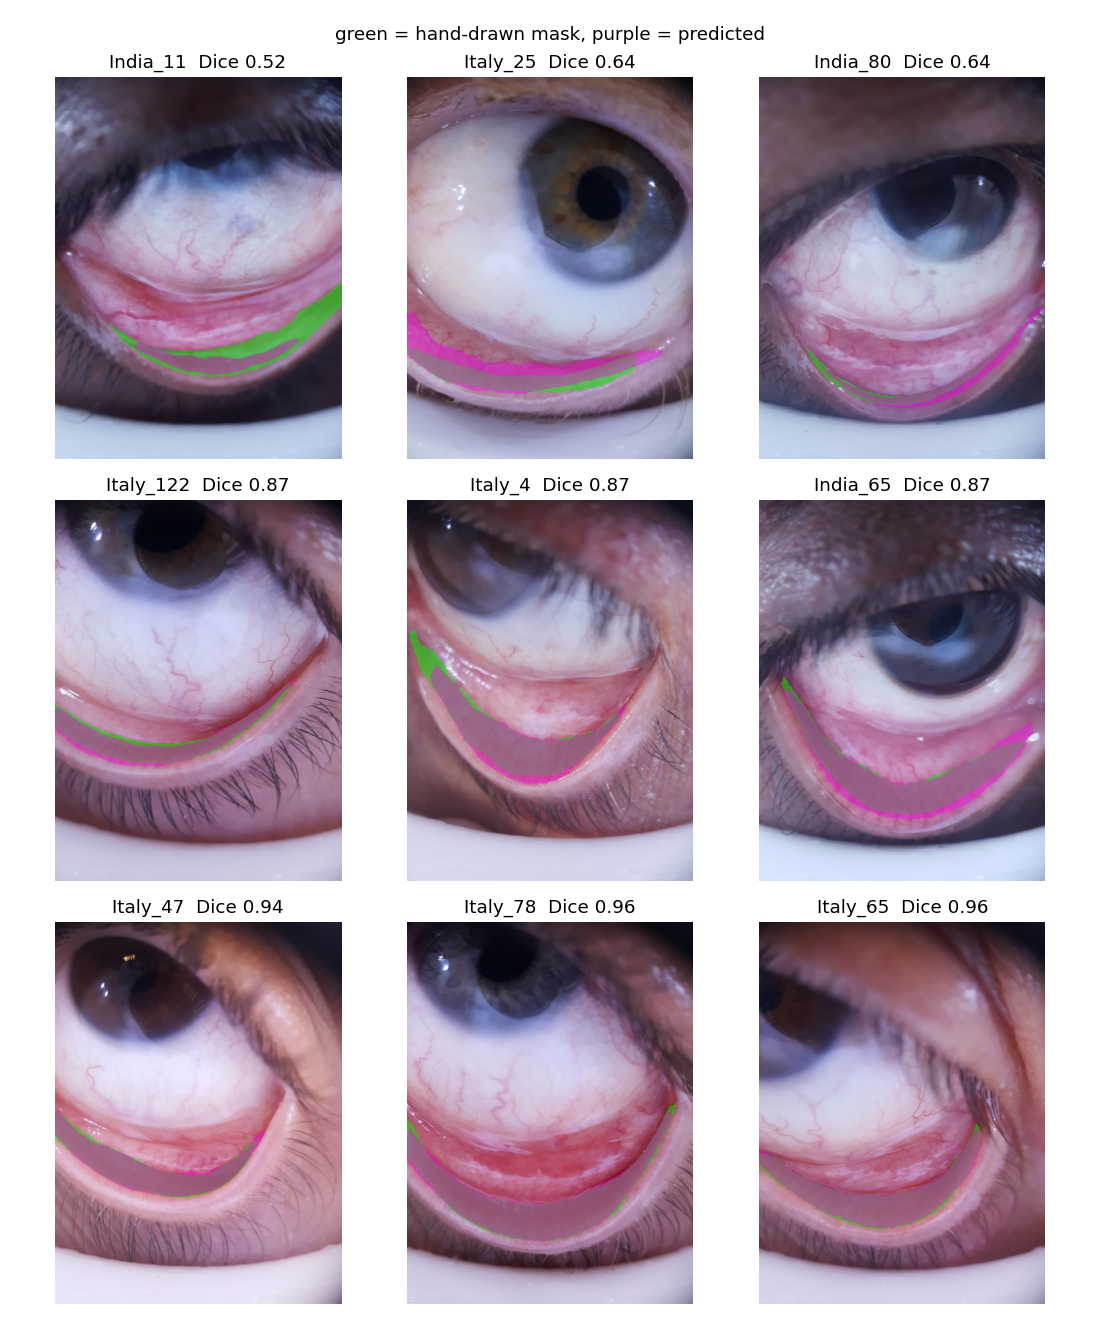 green = hand-drawn mask, purple = predicted
India_11 Dice 0.52
Italy_25 Dice 0.64
India_80 Dice 0.64
Italy_122 Dice 0.87
Italy_4 Dice 0.87
India_65 Dice 0.87
Italy_47 Dice 0.94
Italy_78 Dice 0.96
Italy_65 Dice 0.96